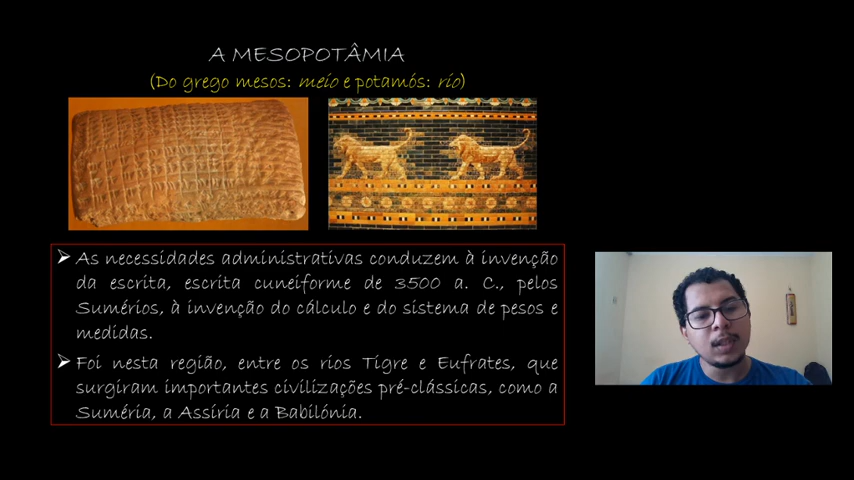 A MESOPOTÂMIA
(Do grego mesos: meio e potamós: rio)
As necessidades administrativas conduzem à invenção
da escrita, escrita cuneiforme de 3500 a. C., pelos
Sumérios, à invenção do cálculo e do sistema de pesos e
medidas.
Foi nesta região, entre os rios Tigre e Eufrates, que
surgiram importantes civilizações pré-clássicas, como a
Suméria, a Assíria e a Babilónia.